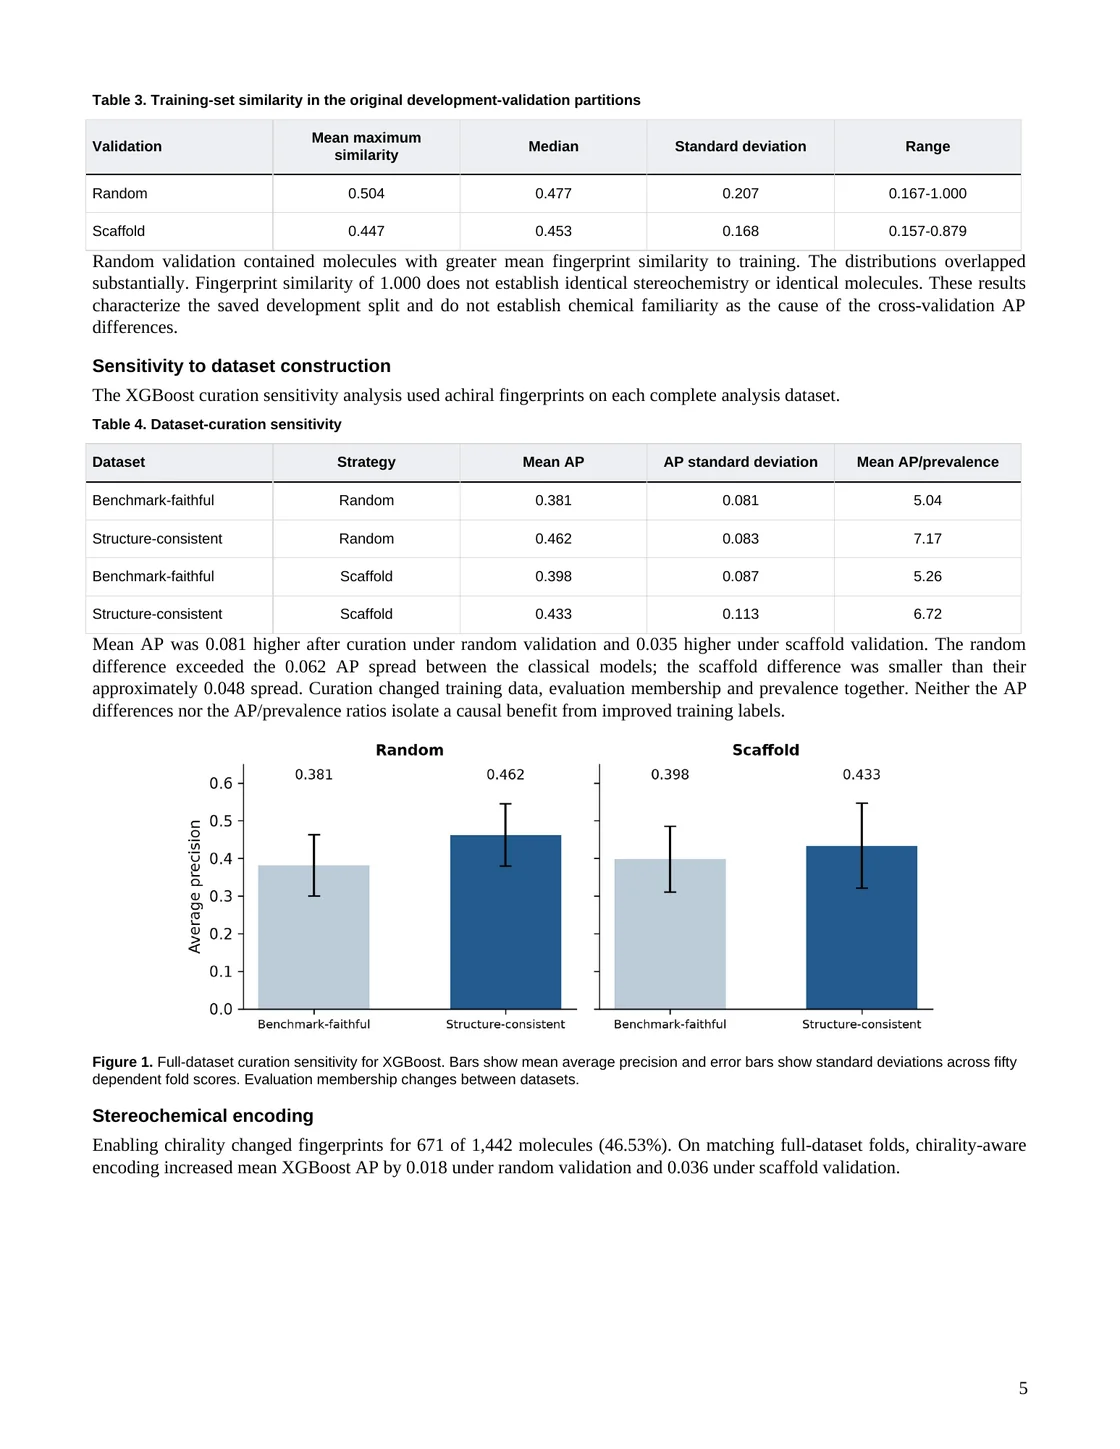 Table 3. Training-set similarity in the original development-validation partitions
Validation
Mean maximum
similarity
Median
Standard deviation
Range
Random 0.504 0.477 0.207 0.167-1.000
Scaffold 0.447 0.453 0.168 0.157-0.879
Random validation contained molecules with greater mean fingerprint similarity to training. The distributions overlapped
substantially. Fingerprint similarity of 1.000 does not establish identical stereochemistry or identical molecules. These results
characterize the saved development split and do not establish chemical familiarity as the cause of the cross-validation AP
differences.
Sensitivity to dataset construction
The XGBoost curation sensitivity analysis used achiral fingerprints on each complete analysis dataset.
Table 4. Dataset-curation sensitivity
Dataset Strategy Mean AP AP standard deviation Mean AP/prevalence
Benchmark-faithful Random 0.381 0.081 5.04
Structure-consistent Random 0.462 0.083 7.17
Benchmark-faithful Scaffold 0.398 0.087 5.26
Structure-consistent Scaffold 0.433 0.113 6.72
Mean AP was 0.081 higher after curation under random validation and 0.035 higher under scaffold validation. The random
difference exceeded the 0.062 AP spread between the classical models; the scaffold difference was smaller than their
approximately 0.048 spread. Curation changed training data, evaluation membership and prevalence together. Neither the AP
differences nor the AP/prevalence ratios isolate a causal benefit from improved training labels.
Random Scaffold
0.381 0.462 0.398 0.433
Average precision
0.6
0.5
0.4
0.3
0.2
0.1
0.0
Benchmark-faithful Structure-consistent Benchmark-faithful Structure-consistent
Figure 1. Full-dataset curation sensitivity for XGBoost. Bars show mean average precision and error bars show standard deviations across fifty
dependent fold scores. Evaluation membership changes between datasets.
Stereochemical encoding
Enabling chirality changed fingerprints for 671 of 1,442 molecules (46.53%). On matching full-dataset folds, chirality-aware
encoding increased mean XGBoost AP by 0.018 under random validation and 0.036 under scaffold validation.
5